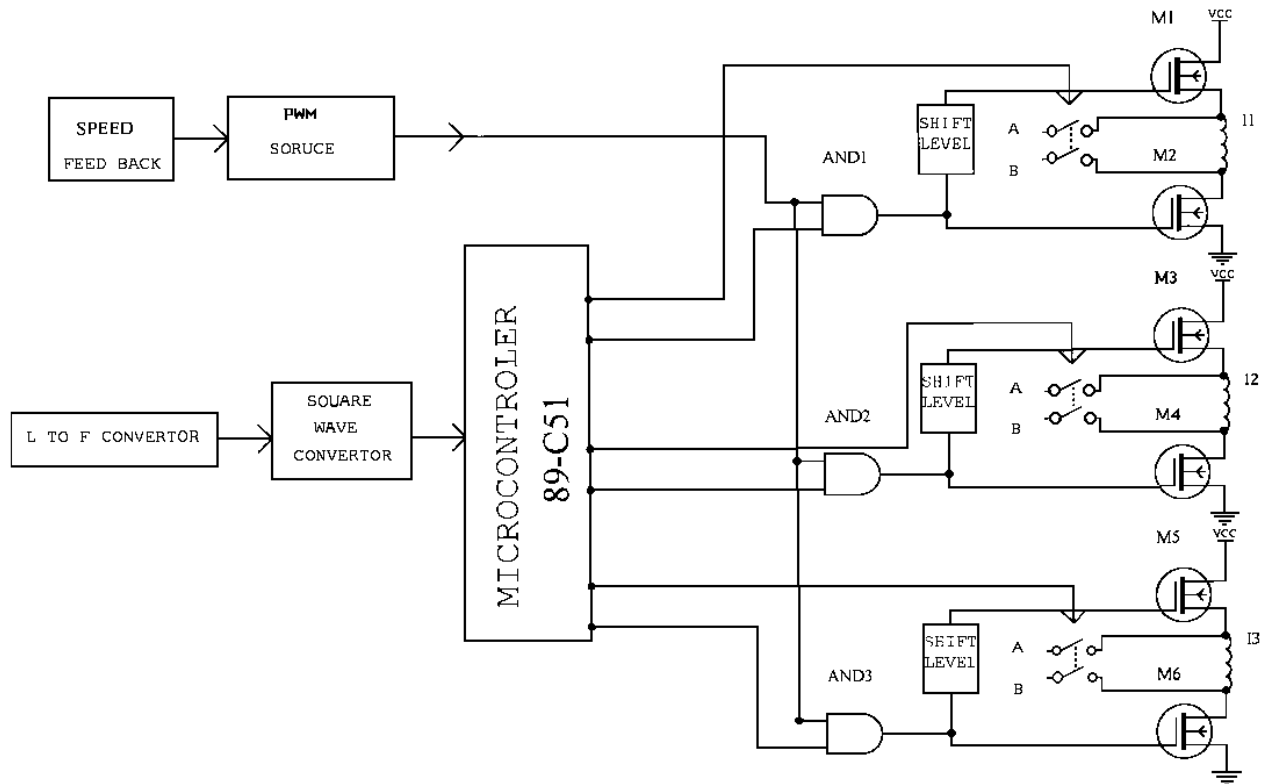 M1
VCC
SPEED
FEED BACK
PWM
SORUCE
SHIFT
LEVEL
A
B
M2
I1
AND1
MICROCONTROLER
89-C51
M3
VCC
SHIFT
LEVEL
A
B
M4
I2
AND2
L TO F CONVERTOR
SQUARE
WAVE
CONVERTOR
M5
VCC
SHIFT
LEVEL
A
B
M6
I3
AND3